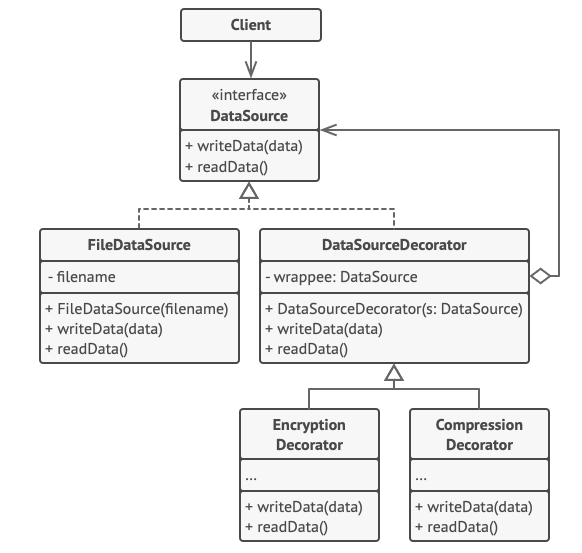 Client
«interface»
DataSource
+ writeData(data)
+ readData()
FileDataSource
- filename
+ FileDataSource(filename)
+ writeData(data)
+ readData()
DataSourceDecorator
- wrappee: DataSource
+ DataSourceDecorator(s: DataSource)
+ writeData(data)
+ readData()
Encryption
Decorator
...
+ writeData(data)
+ readData()
Compression
Decorator
...
+ writeData(data)
+ readData()